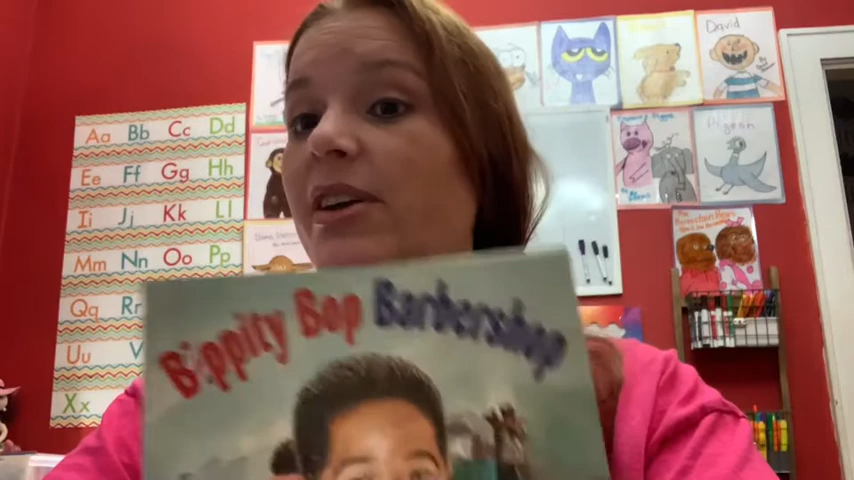 Aa Bb Cc Dd
Ee Ff Gg Hh
Ii Jj Kk Ll
Mm Nn Oo Pp
Qq Rr
Uu V
Xx
David
Pigeon
Bippity Bop Barbershop